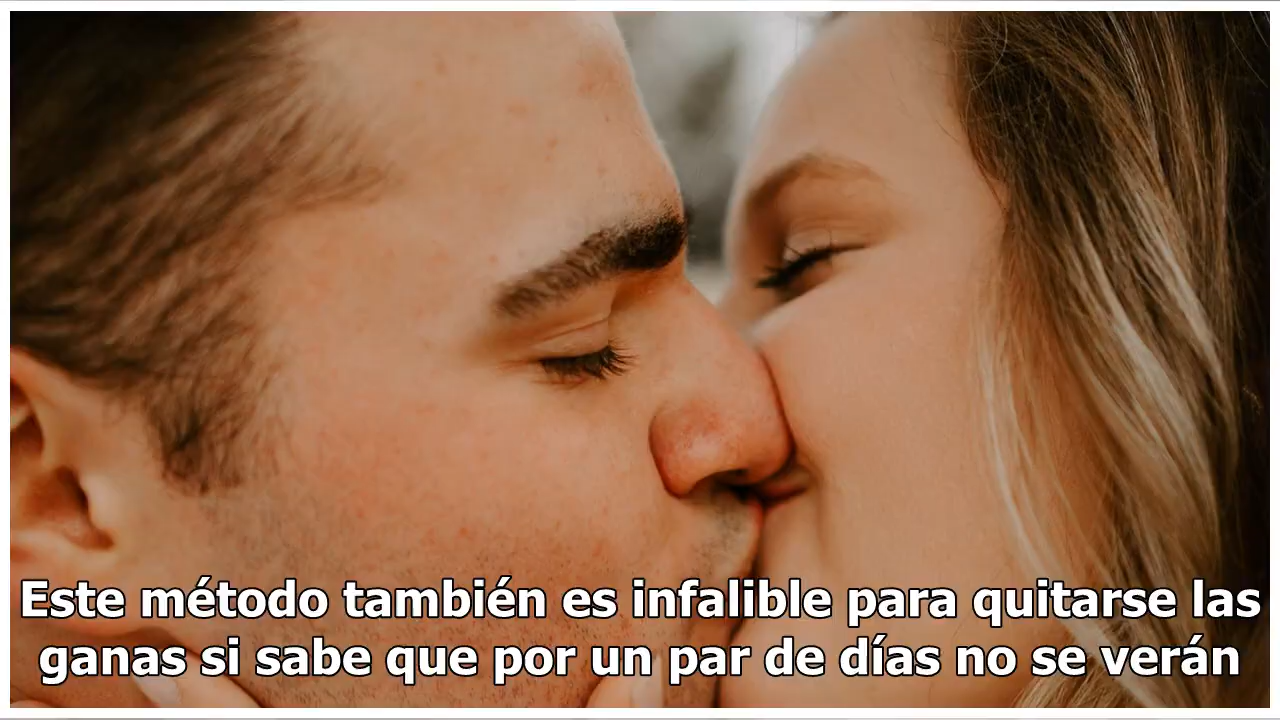 Este método también es infalible para quitarse las
ganas si sabe que por un par de días no se verán